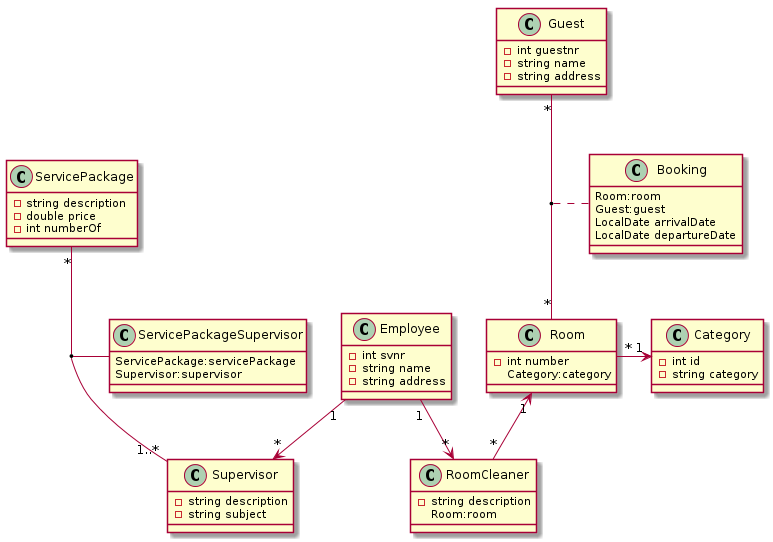 C Guest
int guestnr
string name
string address
*
C Booking
Room:room
Guest:guest
LocalDate arrivalDate
LocalDate departureDate
C ServicePackage
string description
double price
int numberOf
*
*
C ServicePackageSupervisor
ServicePackage:servicePackage
Supervisor:supervisor
C Employee
int svnr
string name
string address
C Room
int number
Category:category
* 1
C Category
int id
string category
1 1 1
1..* * * *
C Supervisor
string description
string subject
C RoomCleaner
string description
Room:room